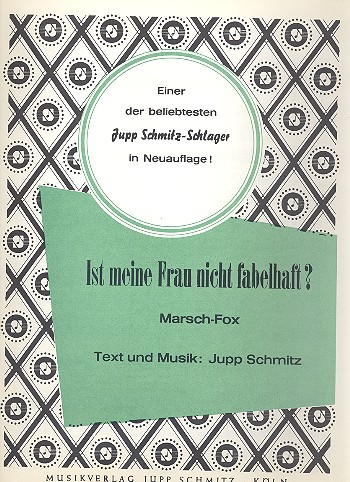 Einer
der beliebtesten
Jupp Schmitz-Schlager
in Neuauflage!
Ist meine Frau nicht fabelhaft?
Marsch-Fox
Text und Musik: Jupp Schmitz
MUSIKVERLAG JUPP SCHMITZ KÖLN